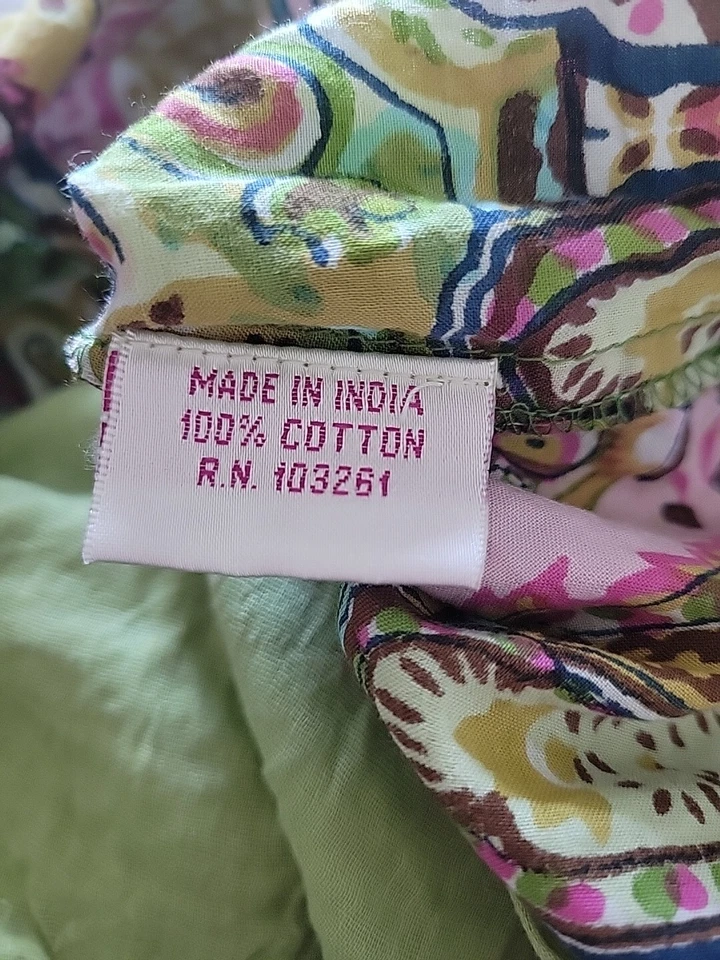 MADE IN INDIA
100% COTTON
R.N. 103261